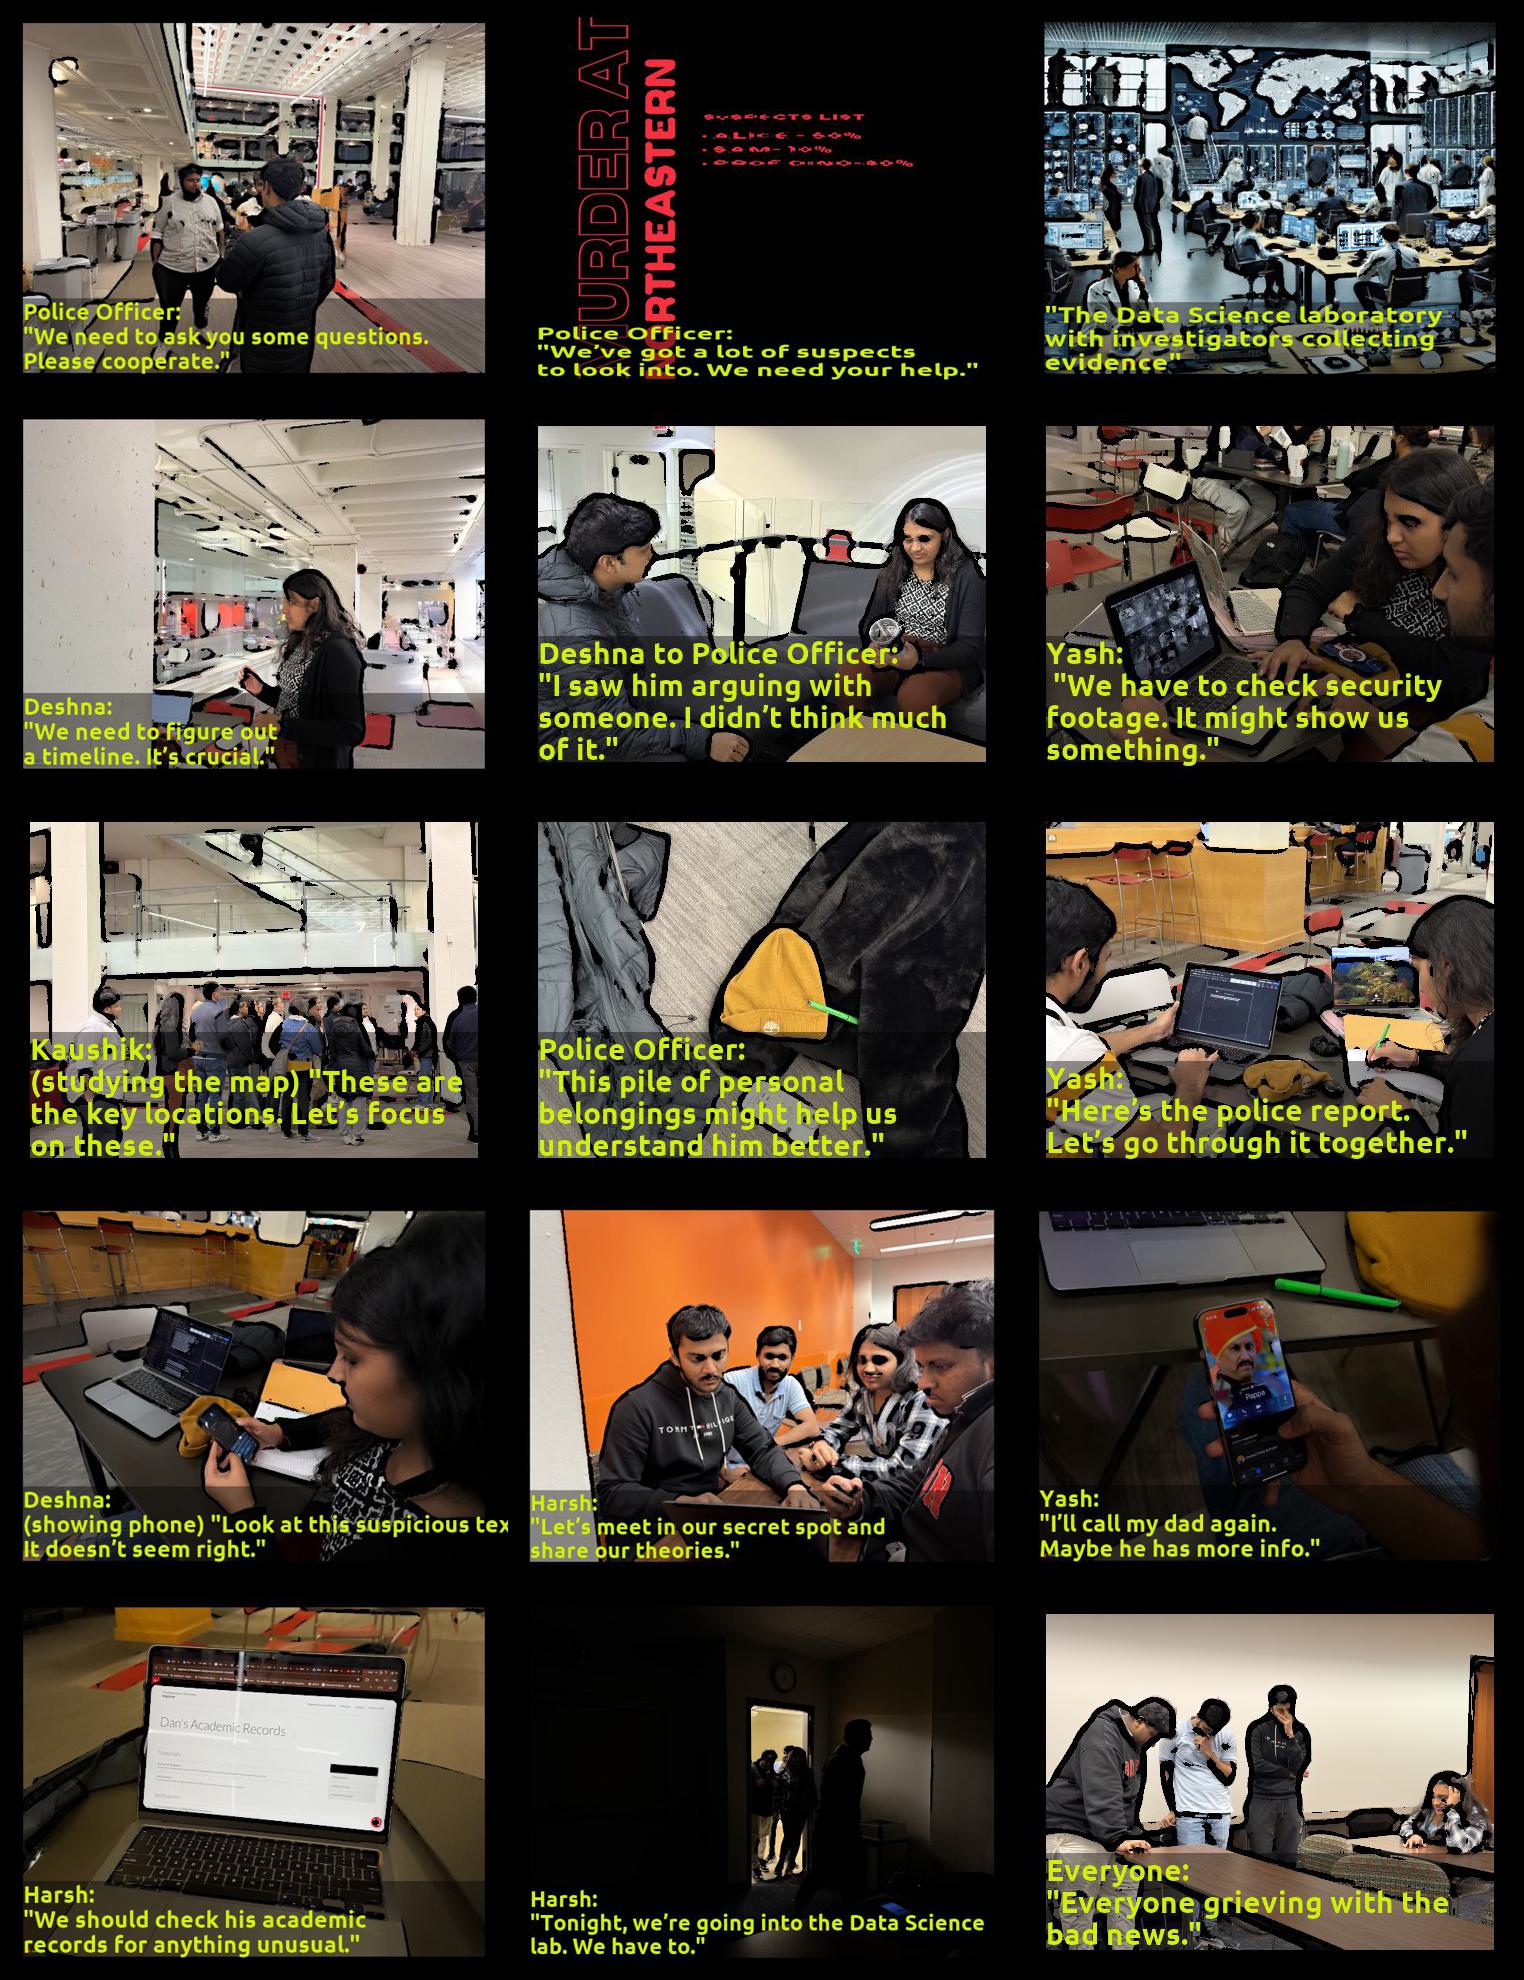 Police Officer:
"We need to ask you some questions.
Please cooperate."
MURDER AT
NORTHEASTERN
SUSPECTS LIST
• ALICE - 50%
• SAM- 10%
• PROF DINO-40%
Police Officer:
"We've got a lot of suspects
to look into. We need your help."
"The Data Science laboratory
with investigators collecting
evidence"
Deshna:
"We need to figure out
a timeline. It's crucial."
Deshna to Police Officer:
"I saw him arguing with
someone. I didn't think much
of it."
Yash:
"We have to check security
footage. It might show us
something."
Kaushik:
(studying the map) "These are
the key locations. Let's focus
on these."
Police Officer:
"This pile of personal
belongings might help us
understand him better."
Yash:
"Here's the police report.
Let's go through it together."
Deshna:
(showing phone) "Look at this suspicious tex
It doesn't seem right."
TOMMY HILFIGER
Harsh:
"Let's meet in our secret spot and
share our theories."
Pappa
Yash:
"I'll call my dad again.
Maybe he has more info."
Dan's Academic Records
Transcripts
Harsh:
"We should check his academic
records for anything unusual."
Harsh:
"Tonight, we're going into the Data Science
lab. We have to."
Everyone:
"Everyone grieving with the
bad news."